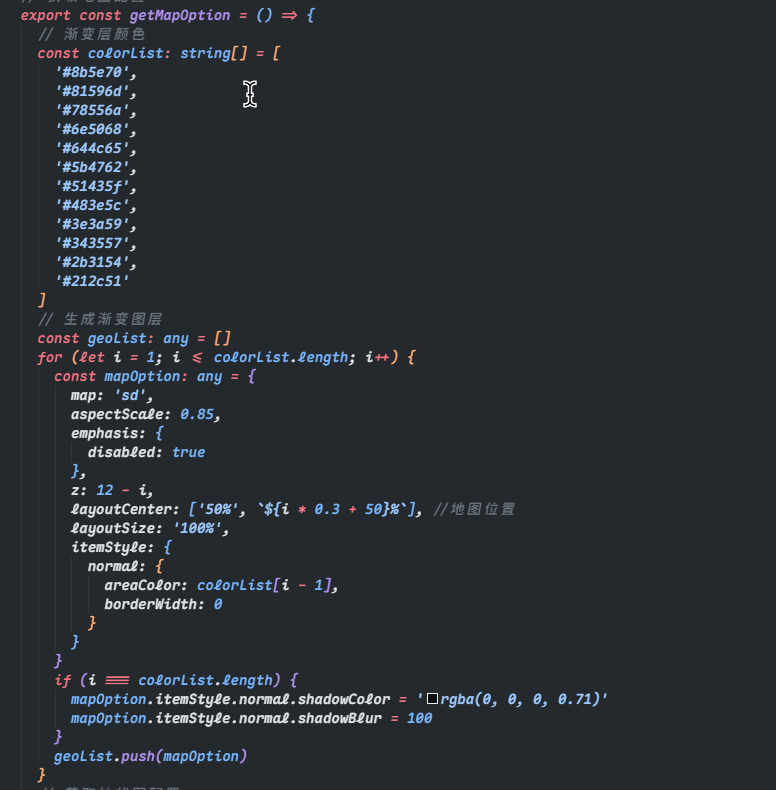 export const getMapOption = () => {
// 渐变层颜色
const colorList: string[] = [
'#8b5e70',
'#81596d',
'#78556a',
'#6e5068',
'#644c65',
'#5b4762',
'#51435f',
'#483e5c',
'#3e3a59',
'#343557',
'#2b3154',
'#212c51'
]
// 生成渐变图层
const geoList: any = []
for (let i = 1; i <= colorList.length; i++) {
const mapOption: any = {
map: 'sd',
aspectScale: 0.85,
emphasis: {
disabled: true
},
z: 12 - i,
layoutCenter: ['50%', `${i * 0.3 + 50}%`], //地图位置
layoutSize: '100%',
itemStyle: {
normal: {
areaColor: colorList[i - 1],
borderWidth: 0
}
}
}
if (i === colorList.length) {
mapOption.itemStyle.normal.shadowColor = 'rgba(0, 0, 0, 0.71)'
mapOption.itemStyle.normal.shadowBlur = 100
}
geoList.push(mapOption)
}